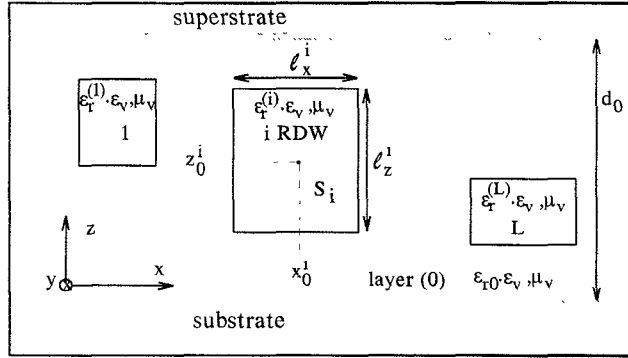 superstrate
ℓ_x^i
ε_r^(1)·ε_v,μ_v
1
ε_r^(i)·ε_v,μ_v
i RDW
d_0
z_0^i
ℓ_z^i
S_i
ε_r^(L)·ε_v,μ_v
L
z
y
x
x_0^i
layer (0)
ε_r0·ε_v,μ_v
substrate